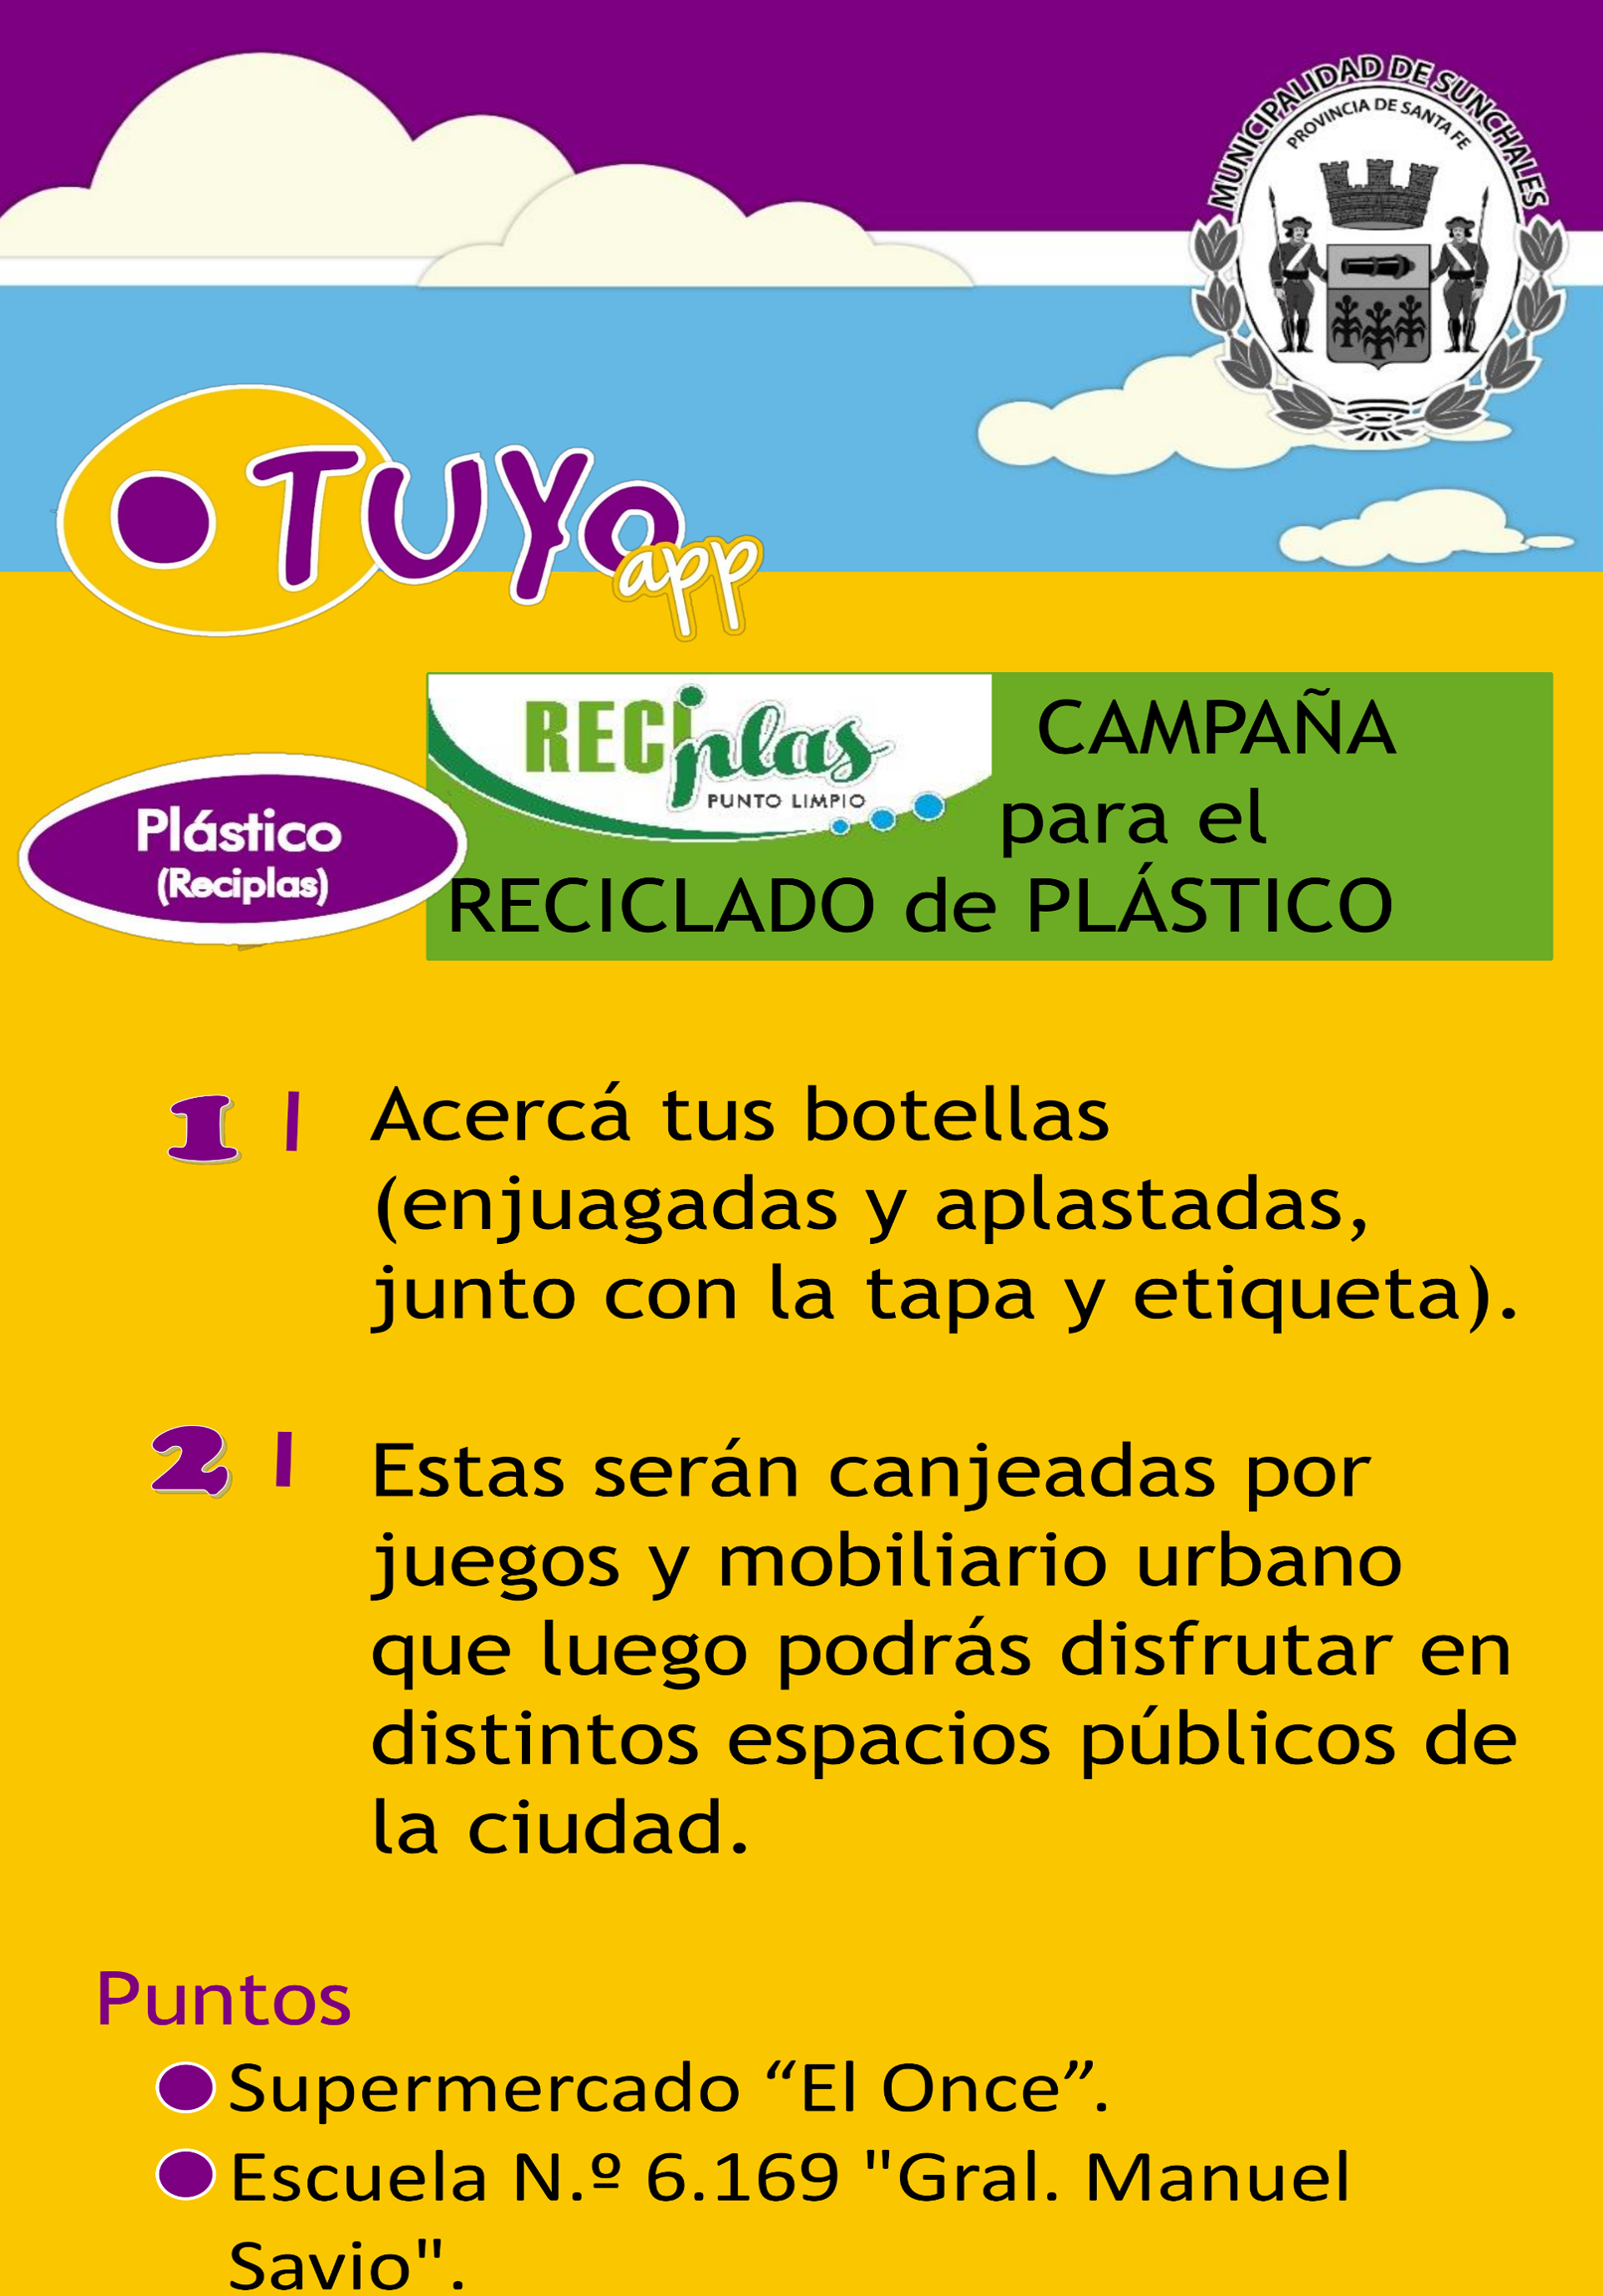 MUNICIPALIDAD DE SUNCHALES
PROVINCIA DE SANTA FE
TUYO
app
RECiplas
PUNTO LIMPIO
CAMPAÑA
para el
RECICLADO de PLÁSTICO
Plástico
(Reciplas)
1 | Acercá tus botellas
(enjuagadas y aplastadas,
junto con la tapa y etiqueta).
2 | Estas serán canjeadas por
juegos y mobiliario urbano
que luego podrás disfrutar en
distintos espacios públicos de
la ciudad.
Puntos
Supermercado “El Once”.
Escuela N.º 6.169 "Gral. Manuel
Savio".